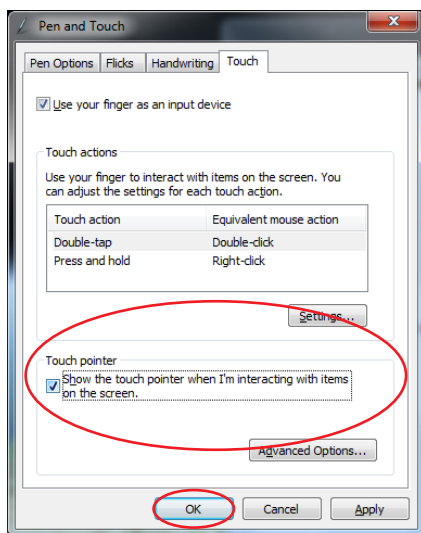 Pen and Touch
Pen Options Flicks Handwriting Touch
Use your finger as an input device
Touch actions
Use your finger to interact with items on the screen. You
can adjust the settings for each touch action.
Touch action Equivalent mouse action
Double-tap Double-click
Press and hold Right-click
Settings...
Touch pointer
Show the touch pointer when I'm interacting with items
on the screen.
Advanced Options...
OK Cancel Apply